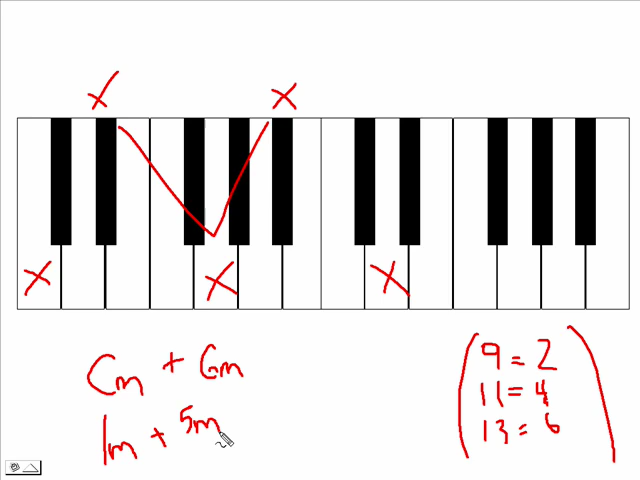 x x
x x x
Cm + Gm
1m + 5m
9 = 2
11 = 4
13 = 6